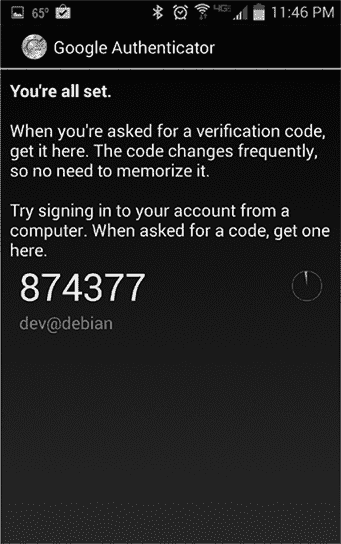 65° 4G 11:46 PM
Google Authenticator
You're all set.
When you're asked for a verification code,
get it here. The code changes frequently,
so no need to memorize it.
Try signing in to your account from a
computer. When asked for a code, get one
here.
874377
dev@debian